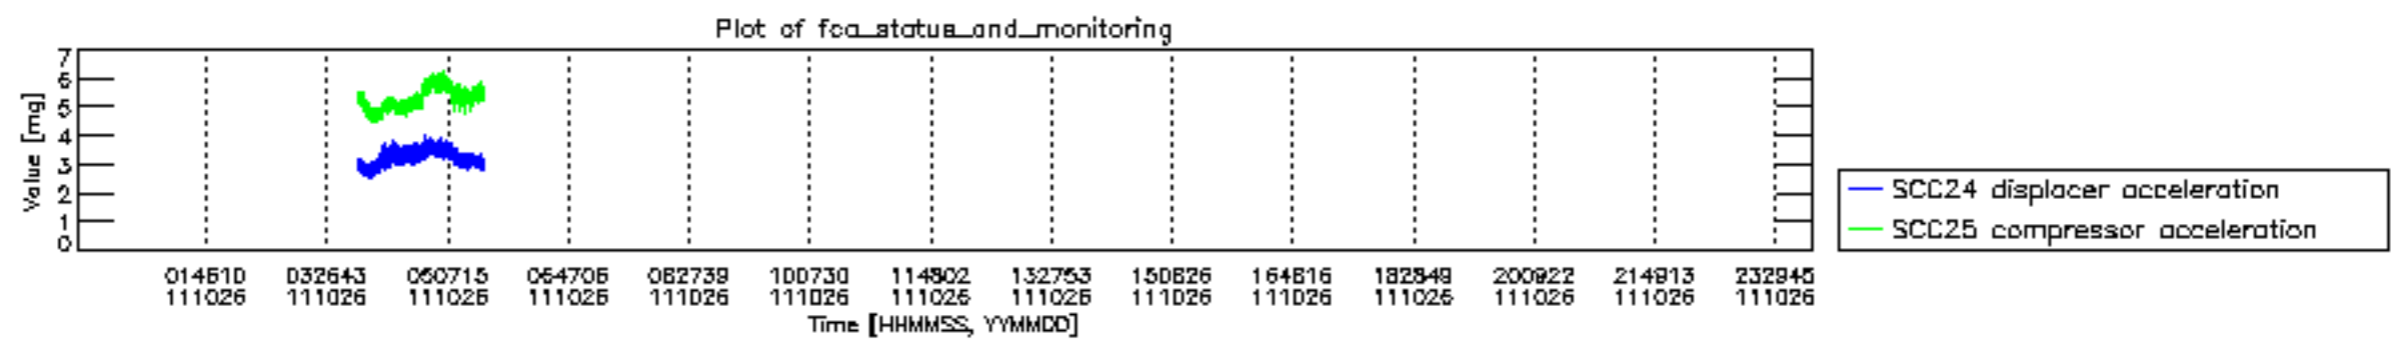 Plot of fca_status_and_monitoring
7
6
5
4
3
2
1
0
Value [mg]
SCC24 displacer acceleration
SCC25 compressor acceleration
014610 032643 050715 064706 082739 100730 114802 132753 150826 164816 182849 200922 214913 232945
111026 111026 111026 111026 111026 111026 111026 111026 111026 111026 111026 111026 111026 111026
Time [HHMMSS, YYMMDD]